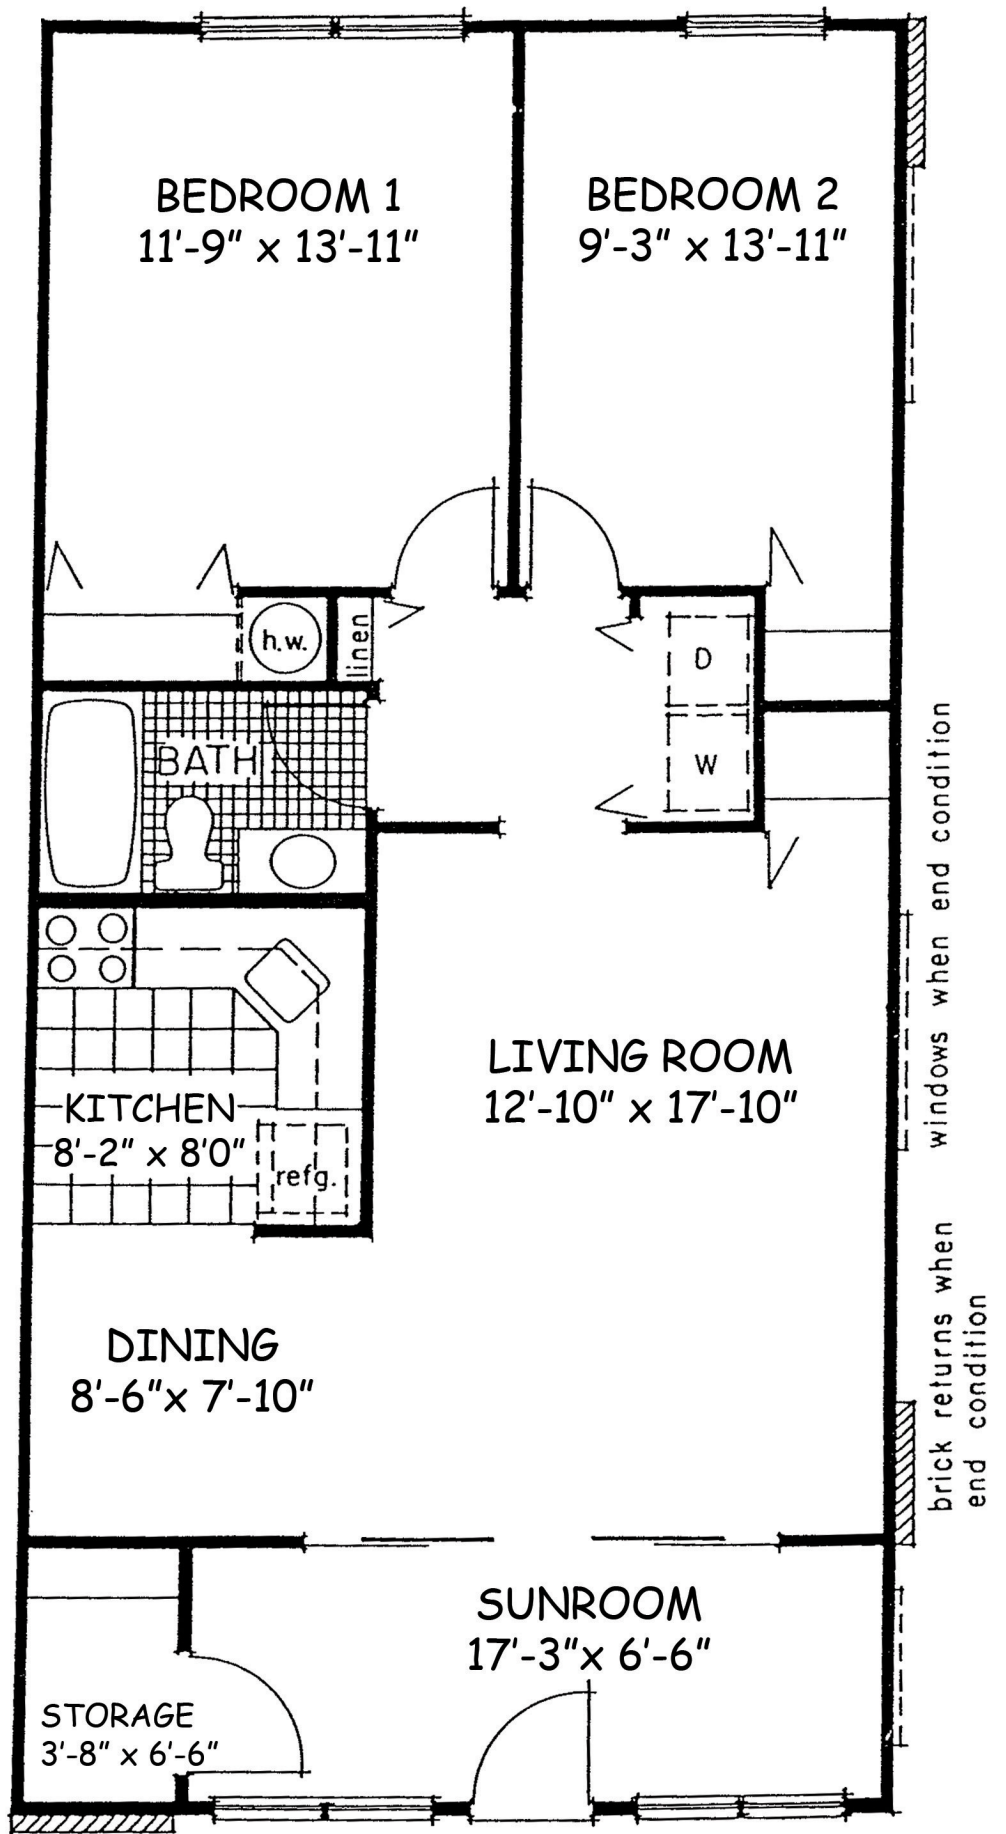 BEDROOM 1
11'-9" x 13'-11"
BEDROOM 2
9'-3" x 13'-11"
h.w.
linen
D
W
BATH
KITCHEN
8'-2" x 8'0"
refg.
LIVING ROOM
12'-10" x 17'-10"
windows when end condition
DINING
8'-6"x 7'-10"
brick returns when
end condition
SUNROOM
17'-3"x 6'-6"
STORAGE
3'-8" x 6'-6"